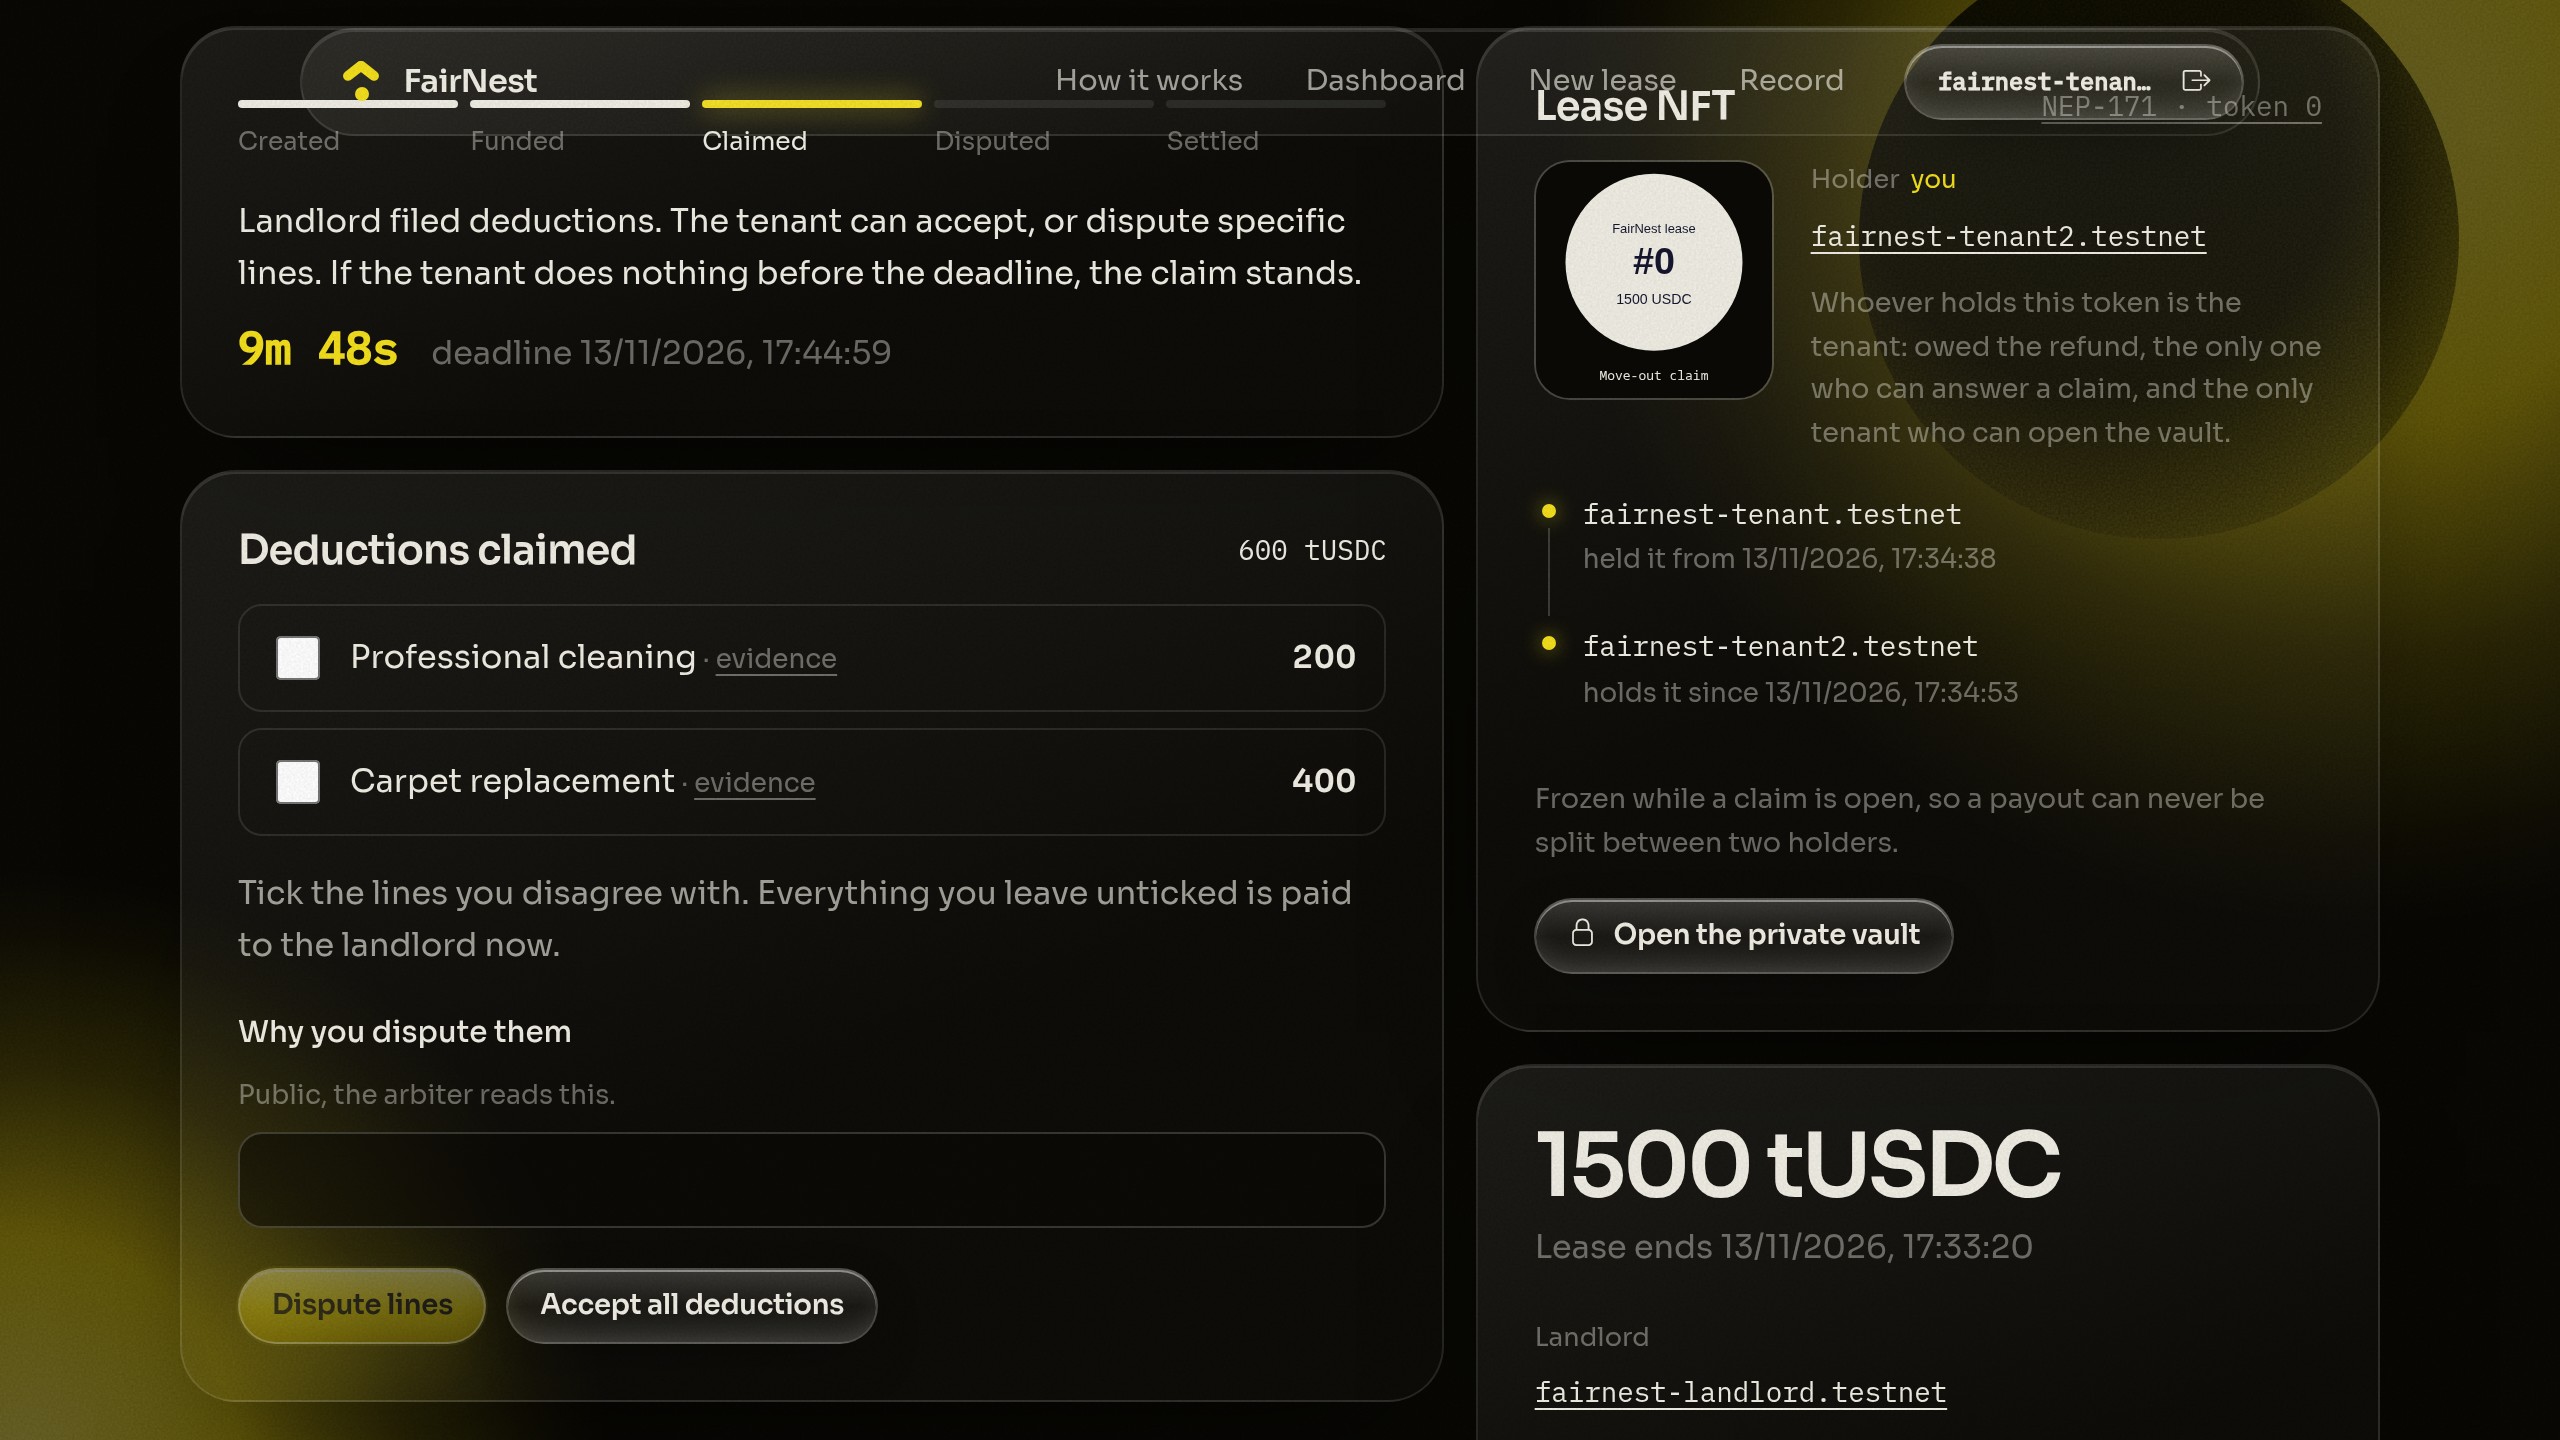 FairNest
How it works
Dashboard
New lease
Record
fairnest-tenan…
Created
Funded
Claimed
Disputed
Settled
Landlord filed deductions. The tenant can accept, or dispute specific
lines. If the tenant does nothing before the deadline, the claim stands.
9m 48s deadline 13/11/2026, 17:44:59
Deductions claimed
600 tUSDC
Professional cleaning · evidence
200
Carpet replacement · evidence
400
Tick the lines you disagree with. Everything you leave unticked is paid
to the landlord now.
Why you dispute them
Public, the arbiter reads this.
Dispute lines
Accept all deductions
Lease NFT
NEP-171 · token 0
FairNest lease
#0
1500 USDC
Move-out claim
Holder you
fairnest-tenant2.testnet
Whoever holds this token is the
tenant: owed the refund, the only one
who can answer a claim, and the only
tenant who can open the vault.
fairnest-tenant.testnet
held it from 13/11/2026, 17:34:38
fairnest-tenant2.testnet
holds it since 13/11/2026, 17:34:53
Frozen while a claim is open, so a payout can never be
split between two holders.
Open the private vault
1500 tUSDC
Lease ends 13/11/2026, 17:33:20
Landlord
fairnest-landlord.testnet